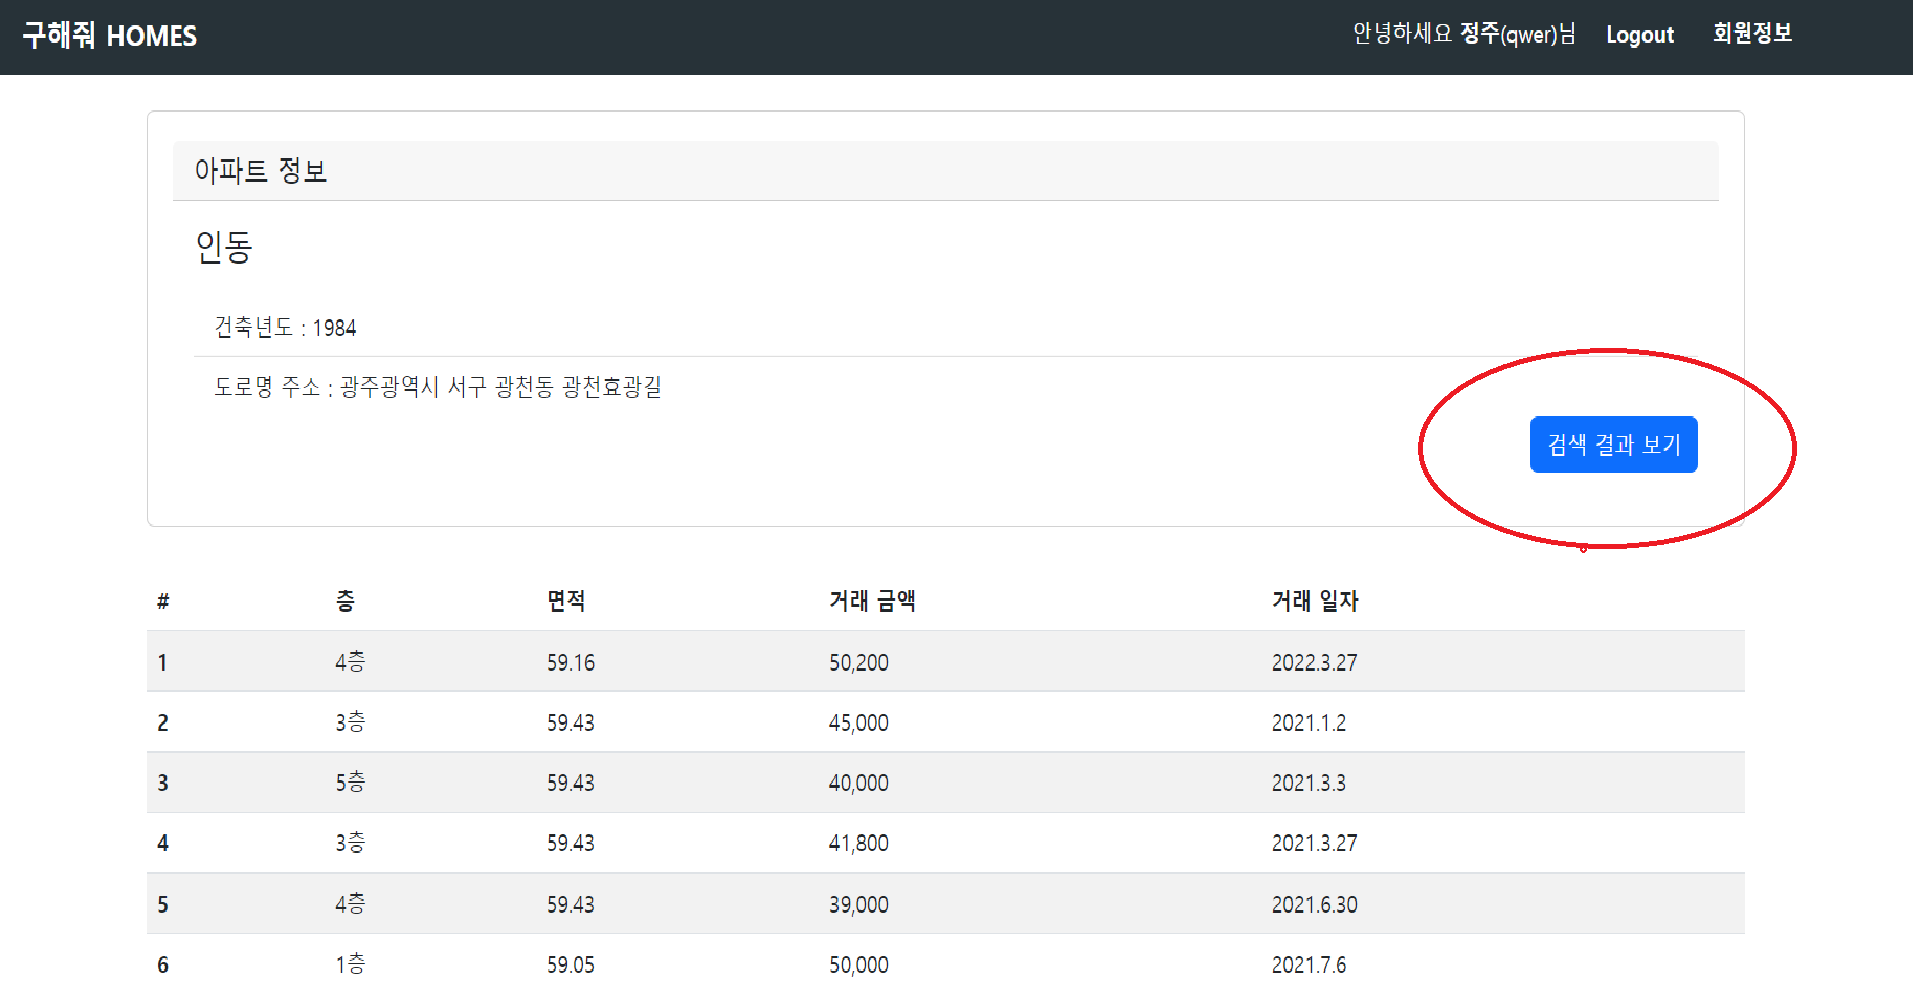 구해줘 HOMES 안녕하세요 정주(qwer)님 Logout 회원정보
아파트 정보
인동
건축년도 : 1984
도로명 주소 : 광주광역시 서구 광천동 광천효광길
검색 결과 보기
# 층 면적 거래 금액 거래 일자
1 4층 59.16 50,200 2022.3.27
2 3층 59.43 45,000 2021.1.2
3 5층 59.43 40,000 2021.3.3
4 3층 59.43 41,800 2021.3.27
5 4층 59.43 39,000 2021.6.30
6 1층 59.05 50,000 2021.7.6